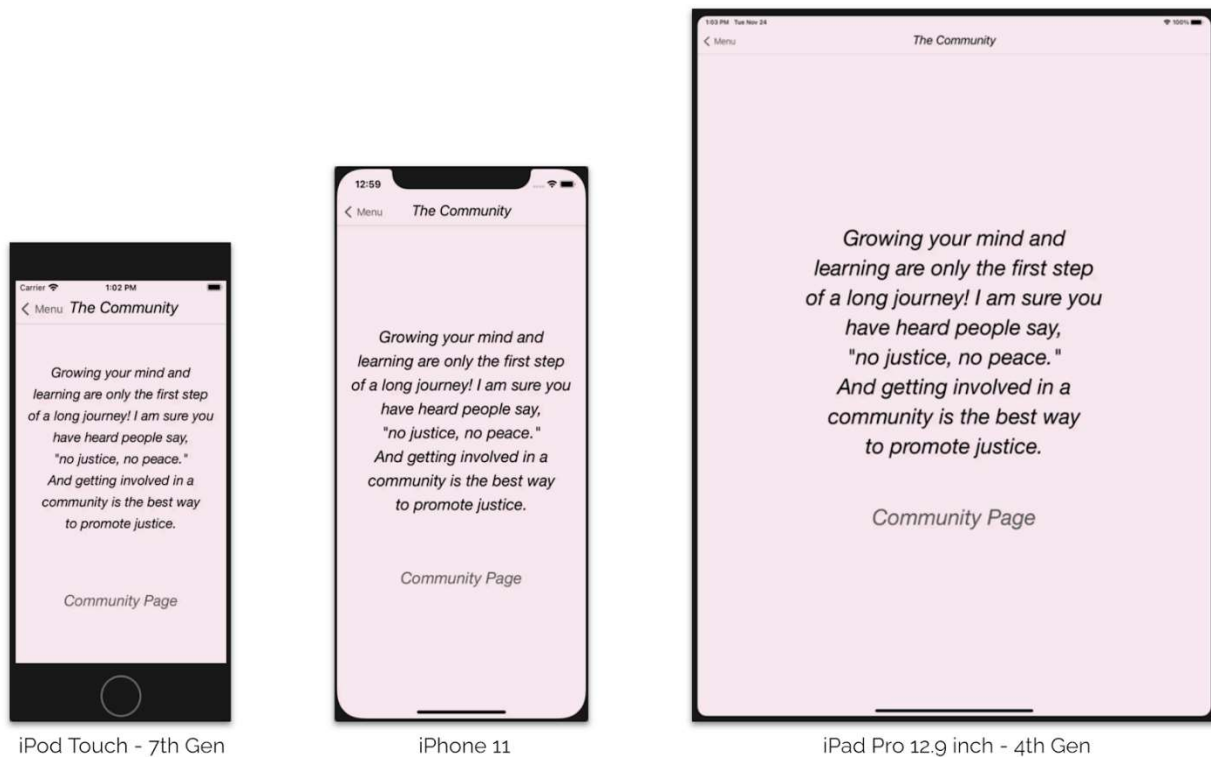 Carrier
1:02 PM
Menu The Community
Growing your mind and
learning are only the first step
of a long journey! I am sure you
have heard people say,
"no justice, no peace."
And getting involved in a
community is the best way
to promote justice.
Community Page
iPod Touch - 7th Gen
12:59
Menu The Community
Growing your mind and
learning are only the first step
of a long journey! I am sure you
have heard people say,
"no justice, no peace."
And getting involved in a
community is the best way
to promote justice.
Community Page
iPhone 11
1:03 PM Tue Nov 24
100%
Menu The Community
Growing your mind and
learning are only the first step
of a long journey! I am sure you
have heard people say,
"no justice, no peace."
And getting involved in a
community is the best way
to promote justice.
Community Page
iPad Pro 12.9 inch - 4th Gen